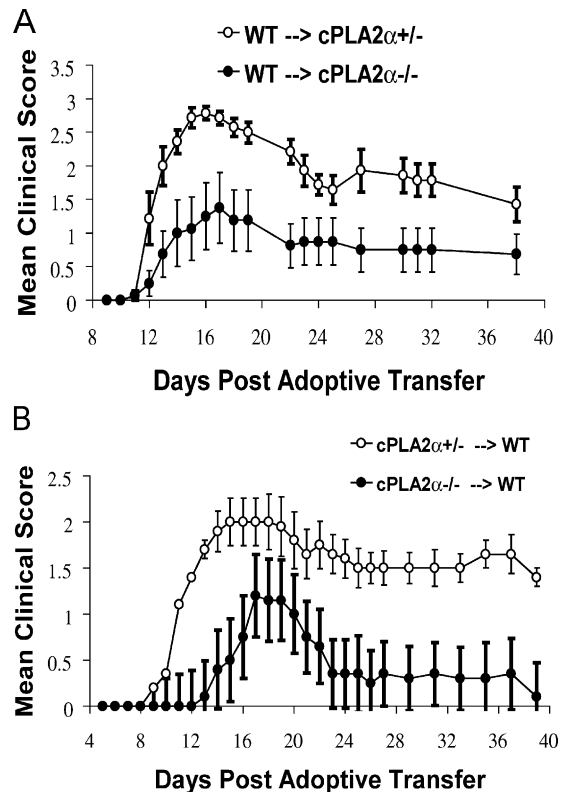 A
WT --> cPLA2α+/-
WT --> cPLA2α-/-
Mean Clinical Score
3.5
3
2.5
2
1.5
1
0.5
0
8 12 16 20 24 28 32 36 40
Days Post Adoptive Transfer
B
cPLA2α+/- --> WT
cPLA2α-/- --> WT
Mean Clinical Score
2.5
2
1.5
1
0.5
0
4 8 12 16 20 24 28 32 36 40
Days Post Adoptive Transfer